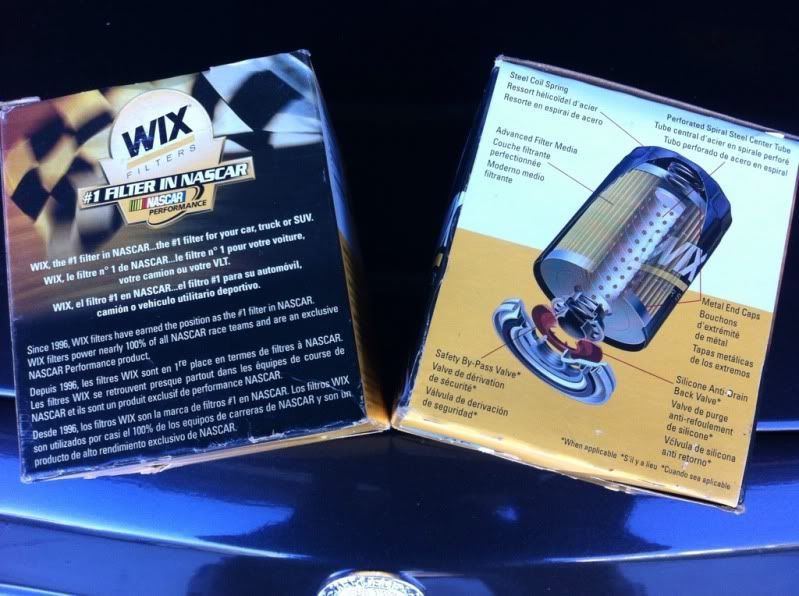 WIX
FILTERS
#1 FILTER IN NASCAR
NASCAR
PERFORMANCE
WIX, the #1 filter in NASCAR...the #1 filter for your car, truck or SUV.
WIX, le filtre n° 1 de NASCAR...le filtre n° 1 pour votre voiture,
votre camion ou votre VLT.
WIX, el filtro #1 en NASCAR...el filtro #1 para su automóvil,
camión o vehiculo utilitario deportivo.
Since 1996, WIX filters have earned the position as the #1 filter in NASCAR.
WIX filters power nearly 100% of all NASCAR race teams and are an exclusive
NASCAR Performance product.
Depuis 1996, les filtres WIX sont en 1re place en termes de filtres à NASCAR.
Les filtres WIX se retrouvent presque partout dans les équipes de course de
NASCAR et ils sont un produit exclusif de performance NASCAR.
Desde 1996, los filtros WIX son la marca de filtros #1 en NASCAR. Los filtros WIX
son utilizados por casi el 100% de los equipos de carreras de NASCAR y son un
producto de alto rendimiento exclusivo de NASCAR.
Steel Coil Spring
Ressort hélicoïdal d'acier
Resorte en espiral de acero
Perforated Spiral Steel Center Tube
Tube central d'acier en spirale perforé
Tubo perforado de acero en espiral
Advanced Filter Media
Couche filtrante
perfectionnée
Moderno medio
filtrante
WIX
Metal End Caps
Bouchons
d'extrémité
de métal
Tapas metálicas
de los extremos
Safety By-Pass Valve*
Valve de dérivation
de sécurité*
Válvula de derivación
de seguridad*
Silicone Anti-Drain
Back Valve*
Valve de purge
anti-refoulement
de silicone*
Válvula de silicona
anti retorno*
*When applicable *S'il y a lieu *Cuando sea aplicable